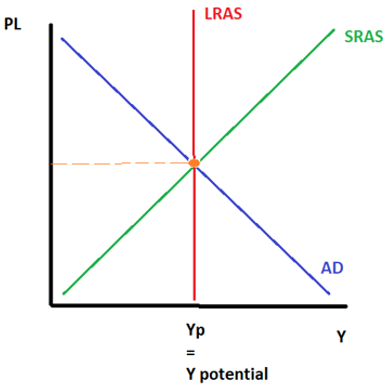 PL
LRAS
SRAS
AD
Yp
Y
=
Y potential